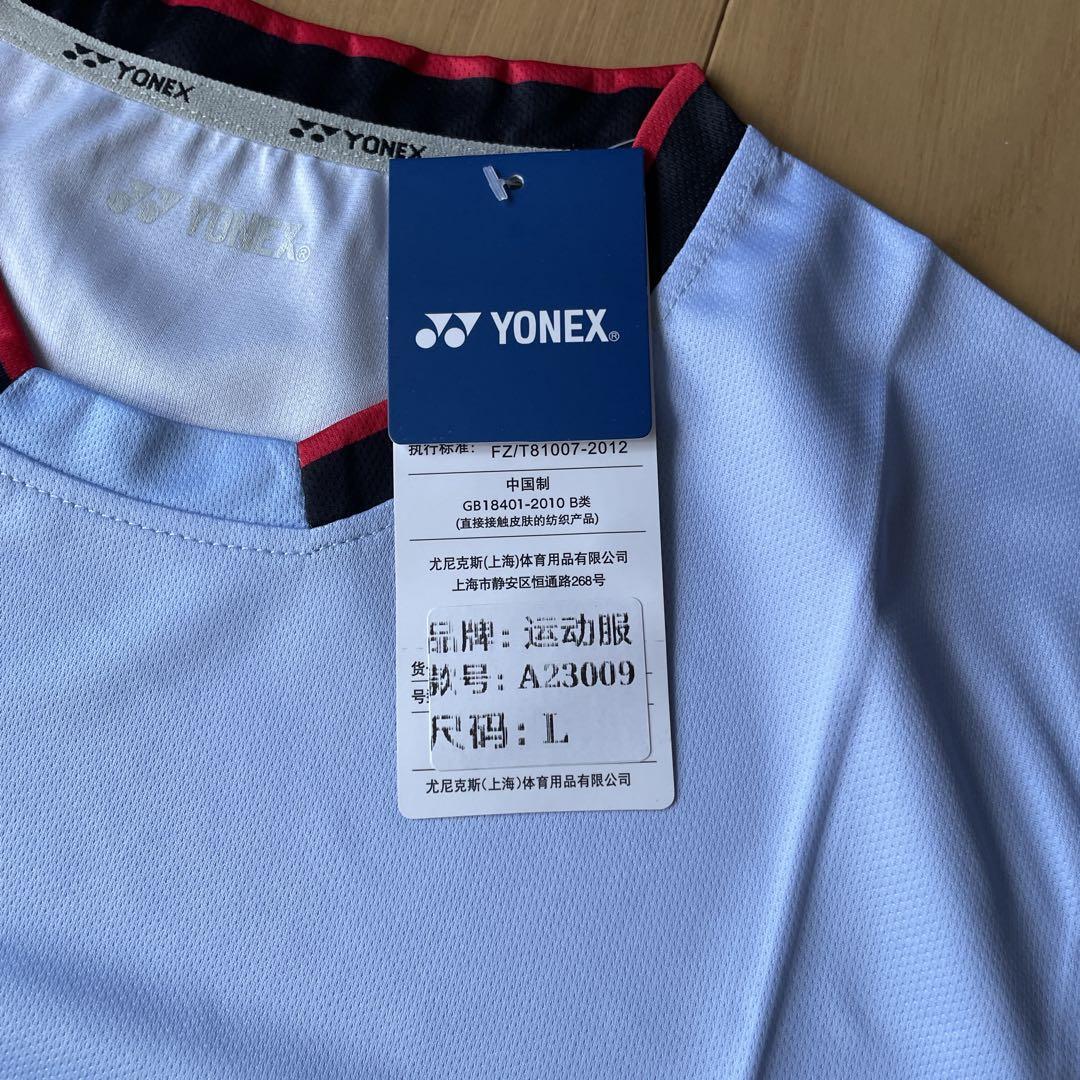 YONEX
YONEX
YONEX®
YONEX®
执行标准: FZ/T81007-2012
中国制
GB18401-2010 B类
(直接接触皮肤的纺织产品)
尤尼克斯(上海)体育用品有限公司
上海市静安区恒通路268号
品牌: 运动服
货
款号: A23009
号
尺码: L
尤尼克斯(上海)体育用品有限公司